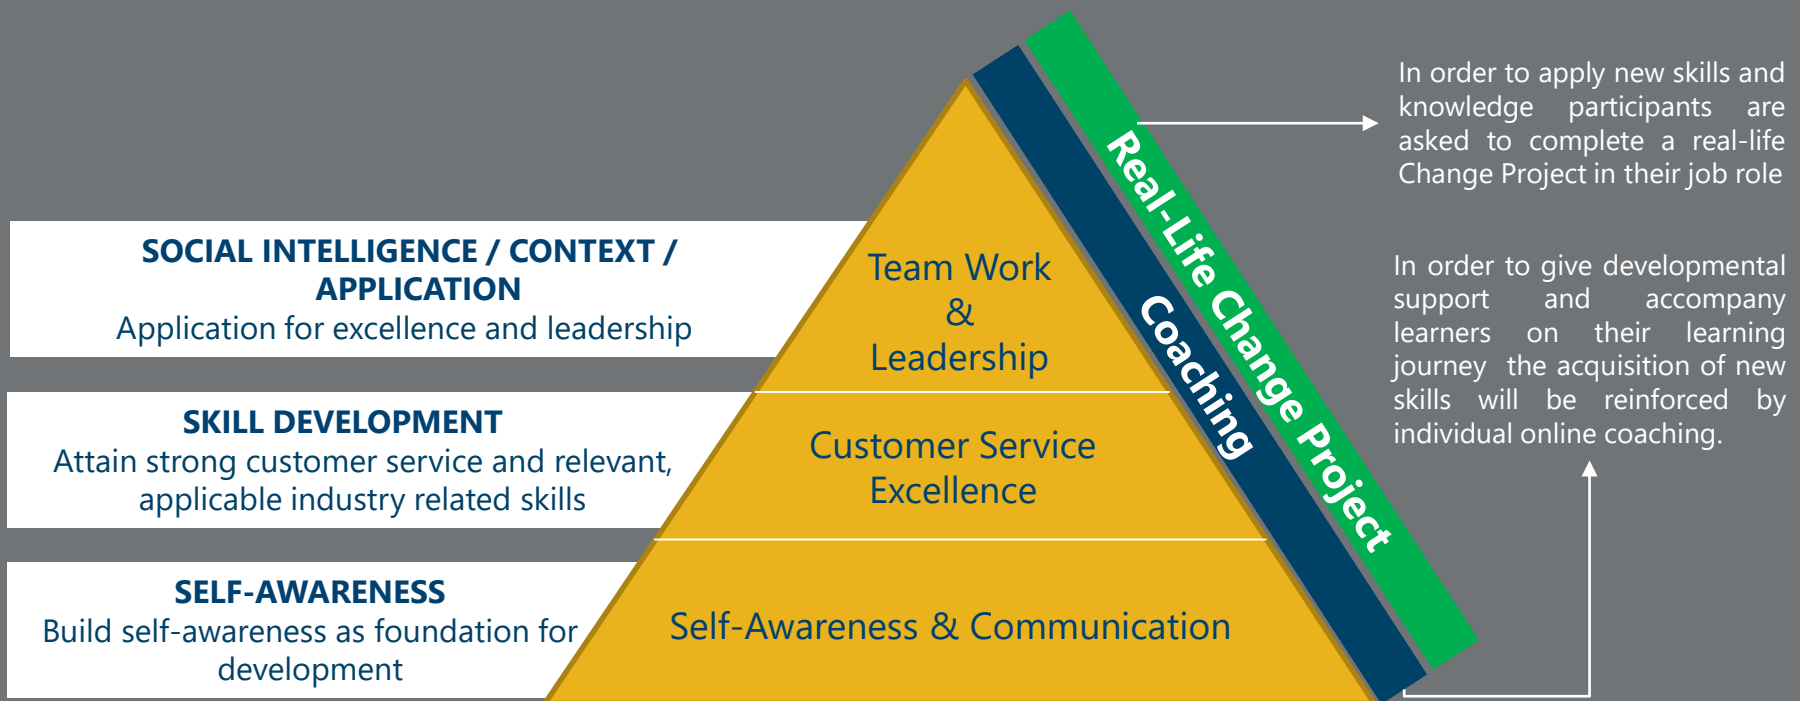 SOCIAL INTELLIGENCE / CONTEXT /
APPLICATION
Application for excellence and leadership
SKILL DEVELOPMENT
Attain strong customer service and relevant,
applicable industry related skills
SELF-AWARENESS
Build self-awareness as foundation for
development
Team Work
&
Leadership
Customer Service
Excellence
Self-Awareness & Communication
Coaching
Real-Life Change Project
In order to apply new skills and
knowledge participants are
asked to complete a real-life
Change Project in their job role
In order to give developmental
support and accompany
learners on their learning
journey the acquisition of new
skills will be reinforced by
individual online coaching.